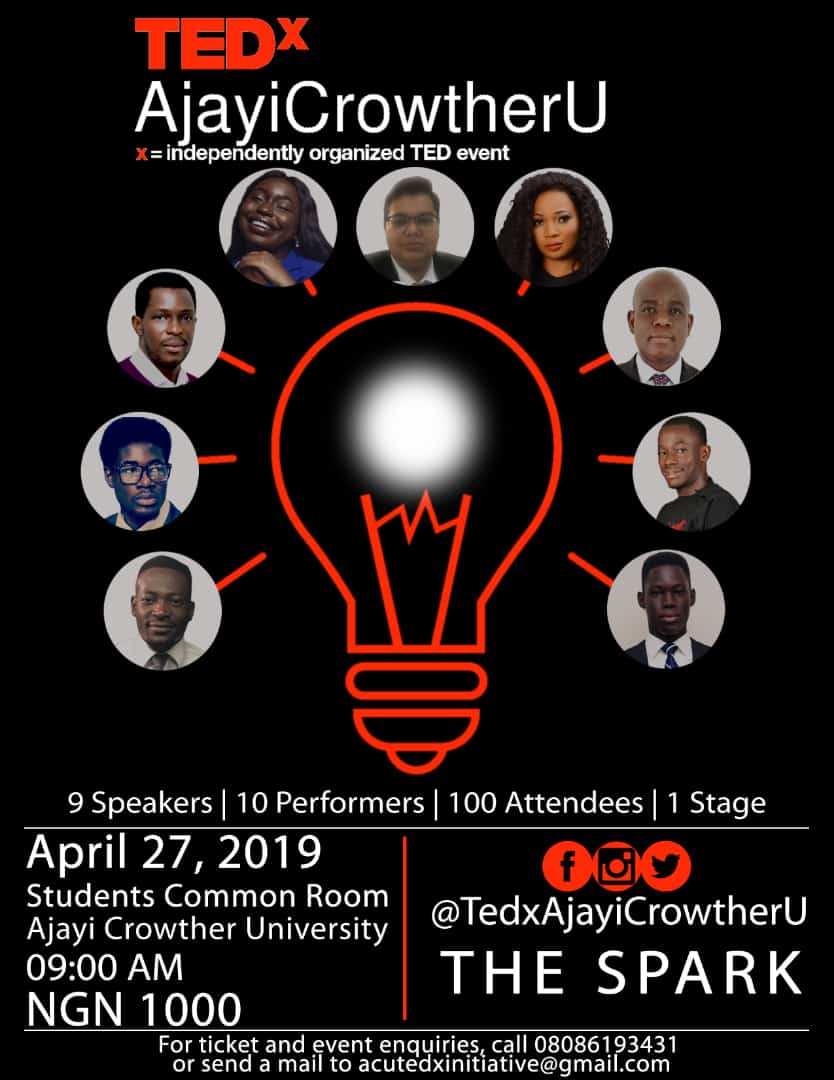 TEDx
AjayiCrowtherU
x = independently organized TED event
9 Speakers | 10 Performers | 100 Attendees | 1 Stage
April 27, 2019
Students Common Room
Ajayi Crowther University
09:00 AM
NGN 1000
@TedxAjayiCrowtherU
THE SPARK
For ticket and event enquiries, call 08086193431
or send a mail to acutedxinitiative@gmail.com